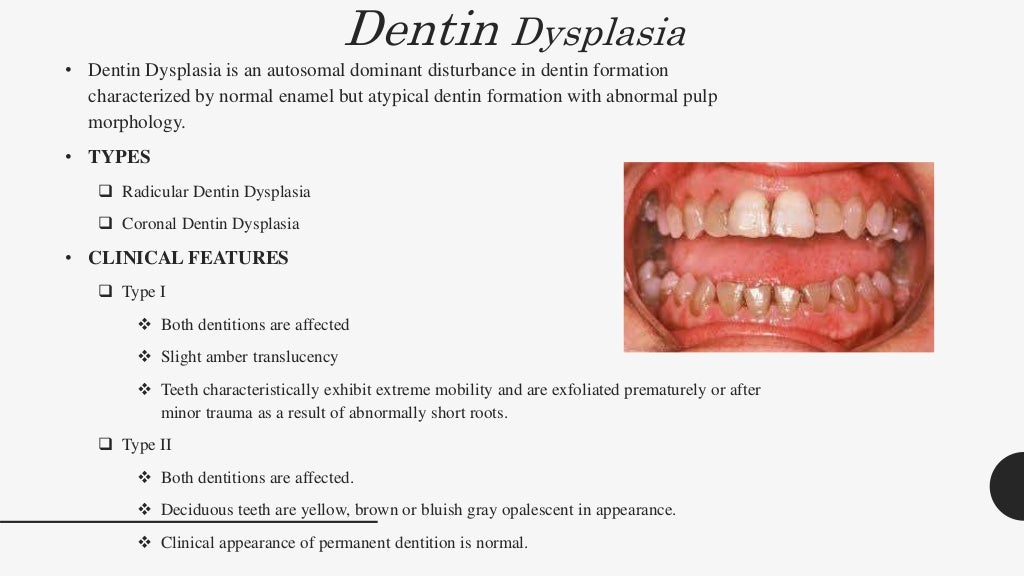 Dentin Dysplasia
• Dentin Dysplasia is an autosomal dominant disturbance in dentin formation
characterized by normal enamel but atypical dentin formation with abnormal pulp
morphology.
• TYPES
❑ Radicular Dentin Dysplasia
❑ Coronal Dentin Dysplasia
• CLINICAL FEATURES
❑ Type I
❖ Both dentitions are affected
❖ Slight amber translucency
❖ Teeth characteristically exhibit extreme mobility and are exfoliated prematurely or after
minor trauma as a result of abnormally short roots.
❑ Type II
❖ Both dentitions are affected.
❖ Deciduous teeth are yellow, brown or bluish gray opalescent in appearance.
❖ Clinical appearance of permanent dentition is normal.